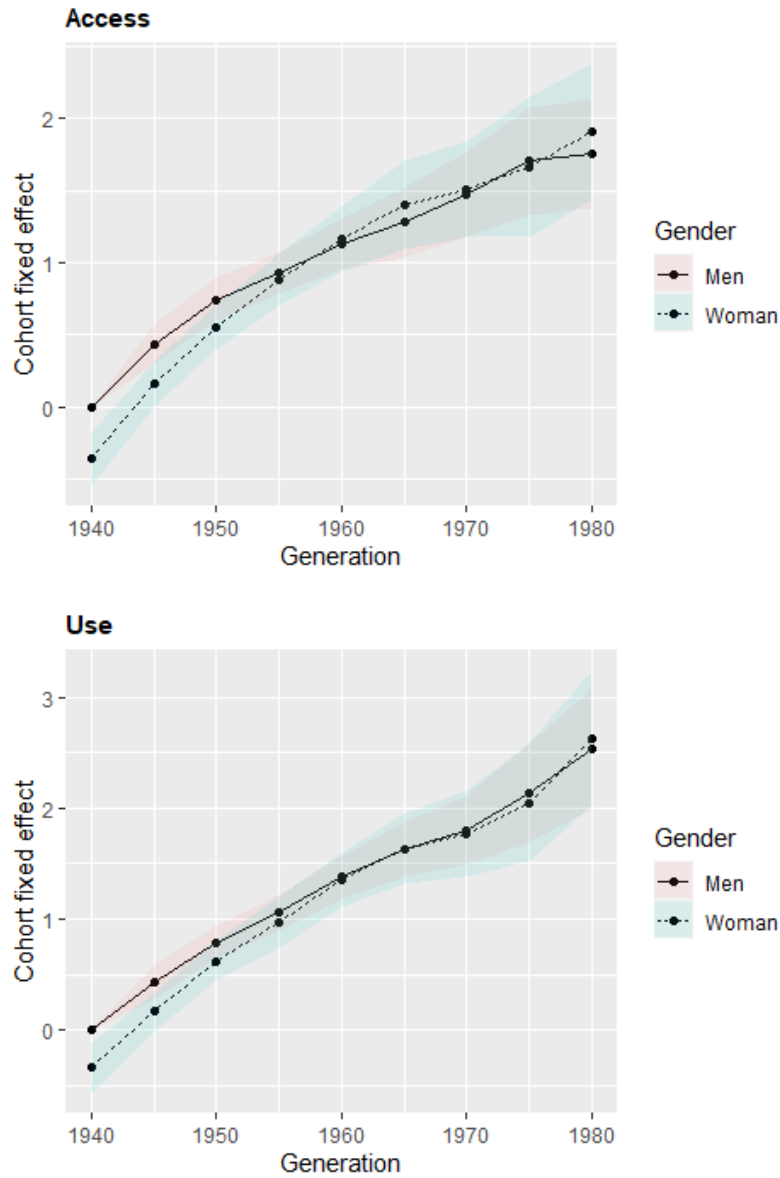 Access
2
1
0
Cohort fixed effect
1940 1950 1960 1970 1980
Generation
Gender
Men
Woman
Use
3
2
1
0
Cohort fixed effect
1940 1950 1960 1970 1980
Generation
Gender
Men
Woman